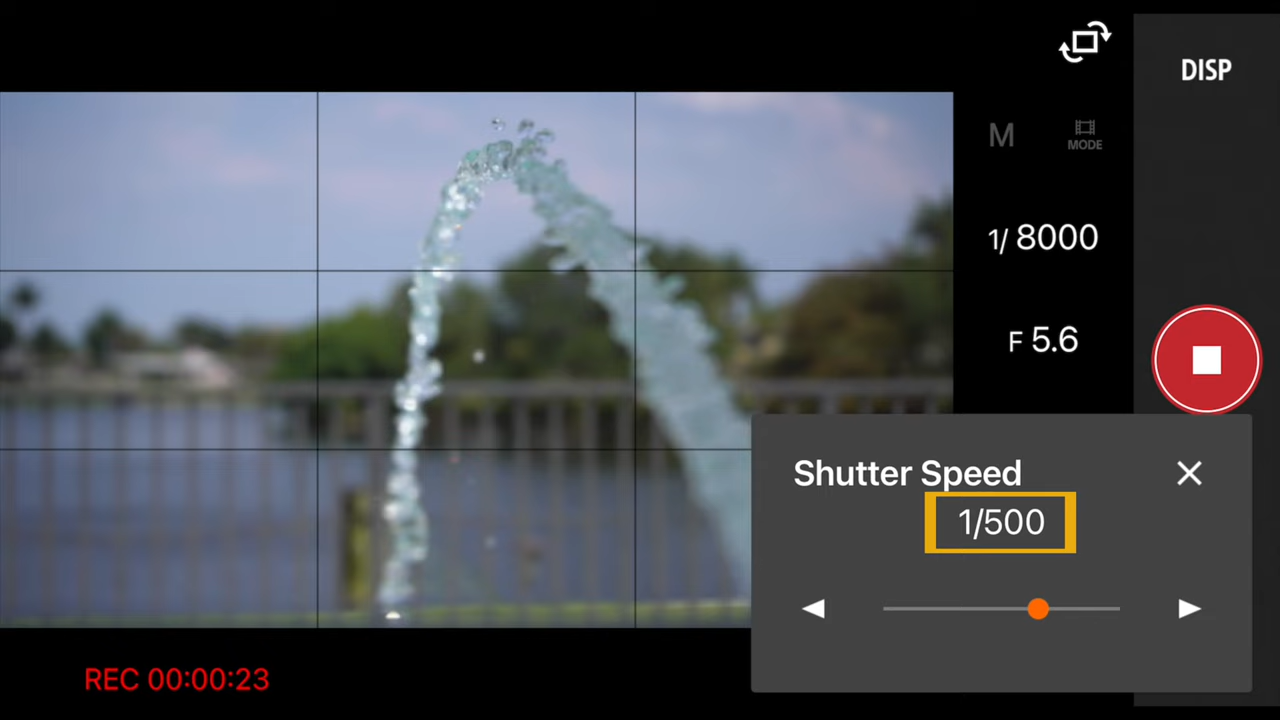 DISP
M
MODE
1/ 8000
F 5.6
Shutter Speed
1/500
REC 00:00:23